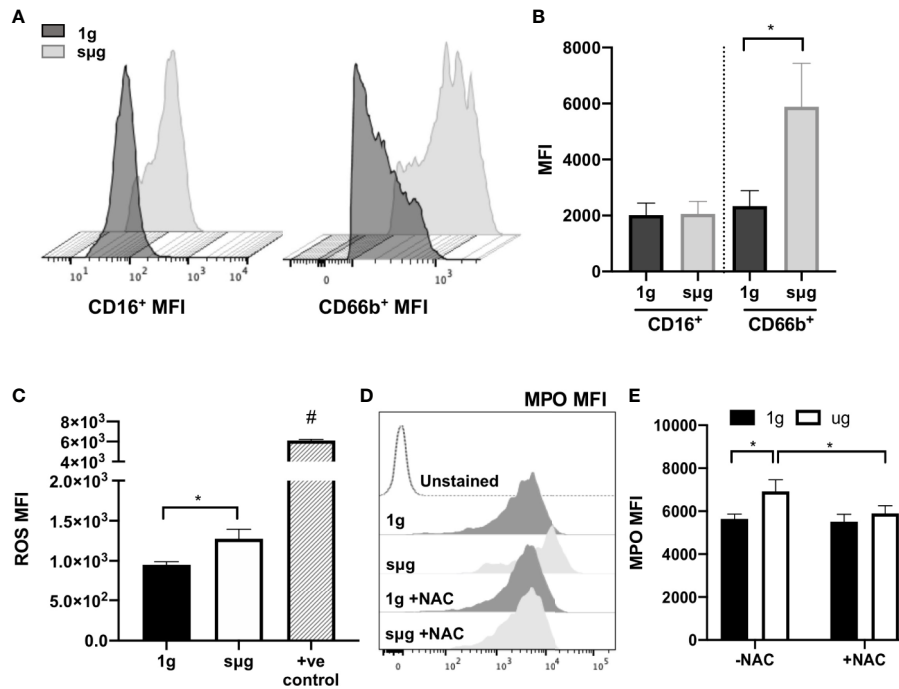 A
1g
sµg
10¹ 10² 10³ 10⁴
CD16⁺ MFI
0 10³
CD66b⁺ MFI
B
8000
6000
4000
2000
0
MFI
*
1g sµg 1g sµg
CD16⁺ CD66b⁺
C
8×10³
6×10³
4×10³
2.0×10³
1.5×10³
1.0×10³
5.0×10²
0.0
ROS MFI
*
#
1g sµg +ve
control
D
MPO MFI
Unstained
1g
sµg
1g +NAC
sµg +NAC
0 10² 10³ 10⁴ 10⁵
E
1g ug
10000
8000
6000
4000
2000
0
MPO MFI
* *
-NAC +NAC